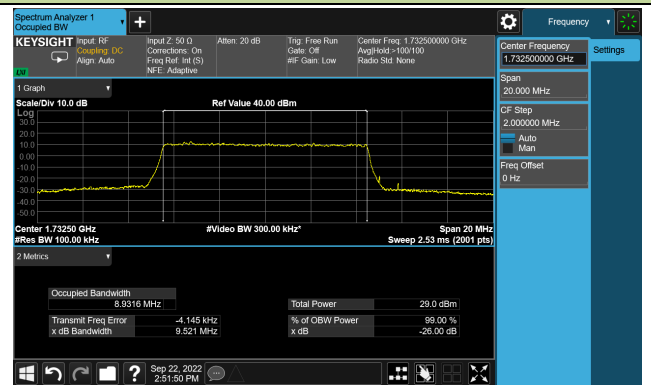 Spectrum Analyzer 1
Occupied BW
Frequency
KEYSIGHT
Input: RF
Coupling: DC
Align: Auto
Input Z: 50 Ω
Corrections: On
Freq Ref: Int (S)
NFE: Adaptive
Atten: 20 dB
Trig: Free Run
Gate: Off
#IF Gain: Low
Center Freq: 1.732500000 GHz
Avg|Hold:>100/100
Radio Std: None
LXI
Center Frequency
1.732500000 GHz
Settings
Span
20.000 MHz
CF Step
2.000000 MHz
Auto
Man
Freq Offset
0 Hz
1 Graph
Scale/Div 10.0 dB
Ref Value 40.00 dBm
Log
30.0
20.0
10.0
0.00
-10.0
-20.0
-30.0
-40.0
-50.0
Center 1.73250 GHz
#Video BW 300.00 kHz*
Span 20 MHz
#Res BW 100.00 kHz
Sweep 2.53 ms (2001 pts)
2 Metrics
Occupied Bandwidth
8.9316 MHz
Total Power
29.0 dBm
Transmit Freq Error
-4.145 kHz
% of OBW Power
99.00 %
x dB Bandwidth
9.521 MHz
x dB
-26.00 dB
?
Sep 22, 2022
2:51:50 PM